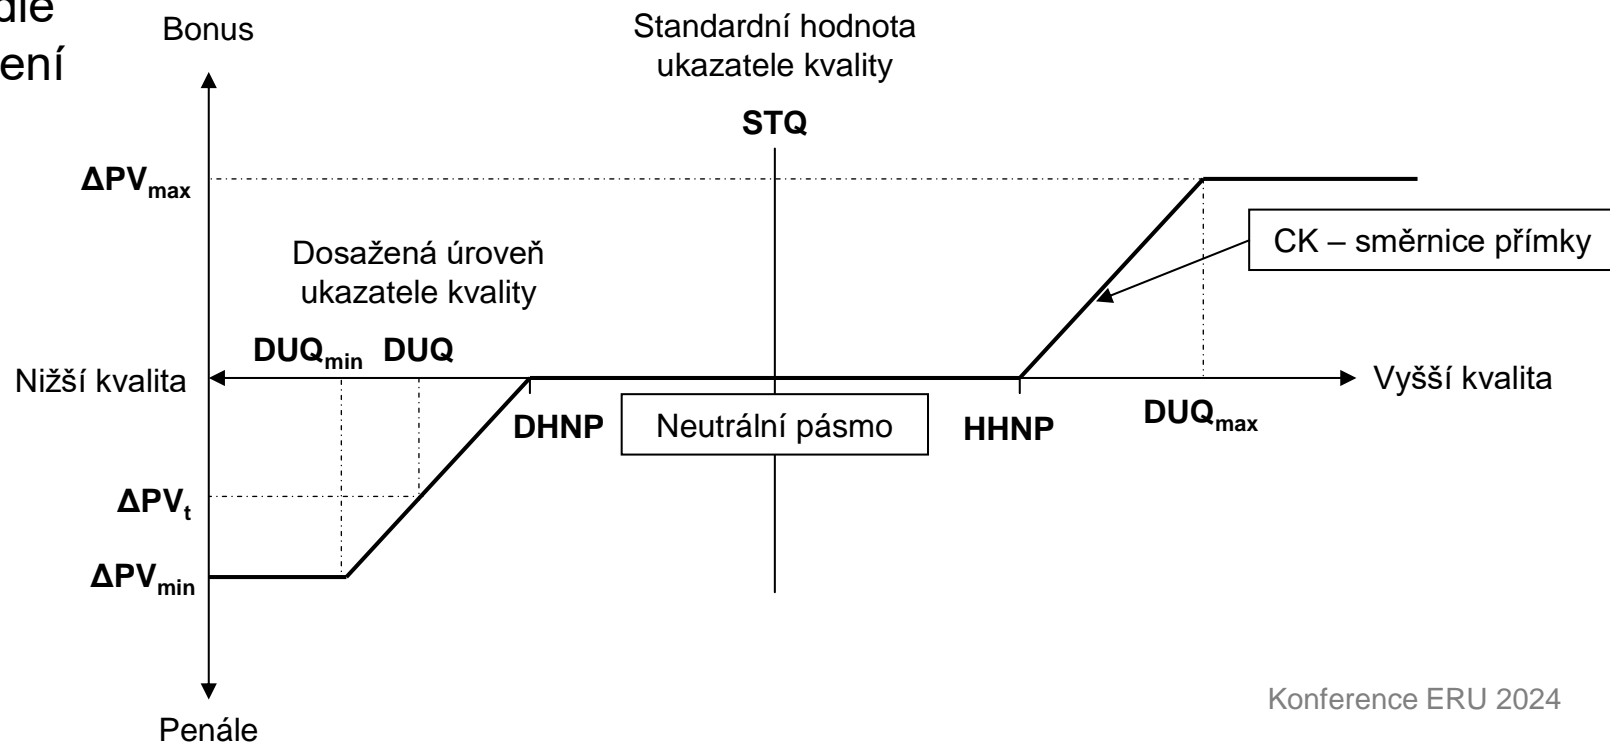 Bonus
ení
Standardní hodnota
ukazatele kvality
STQ
ΔPVmax
CK – směrnice přímky
Dosažená úroveň
ukazatele kvality
DUQmin
DUQ
Nižší kvalita
Vyšší kvalita
DHNP
Neutrální pásmo
HHNP
DUQmax
ΔPVt
ΔPVmin
Konference ERU 2024
Penále